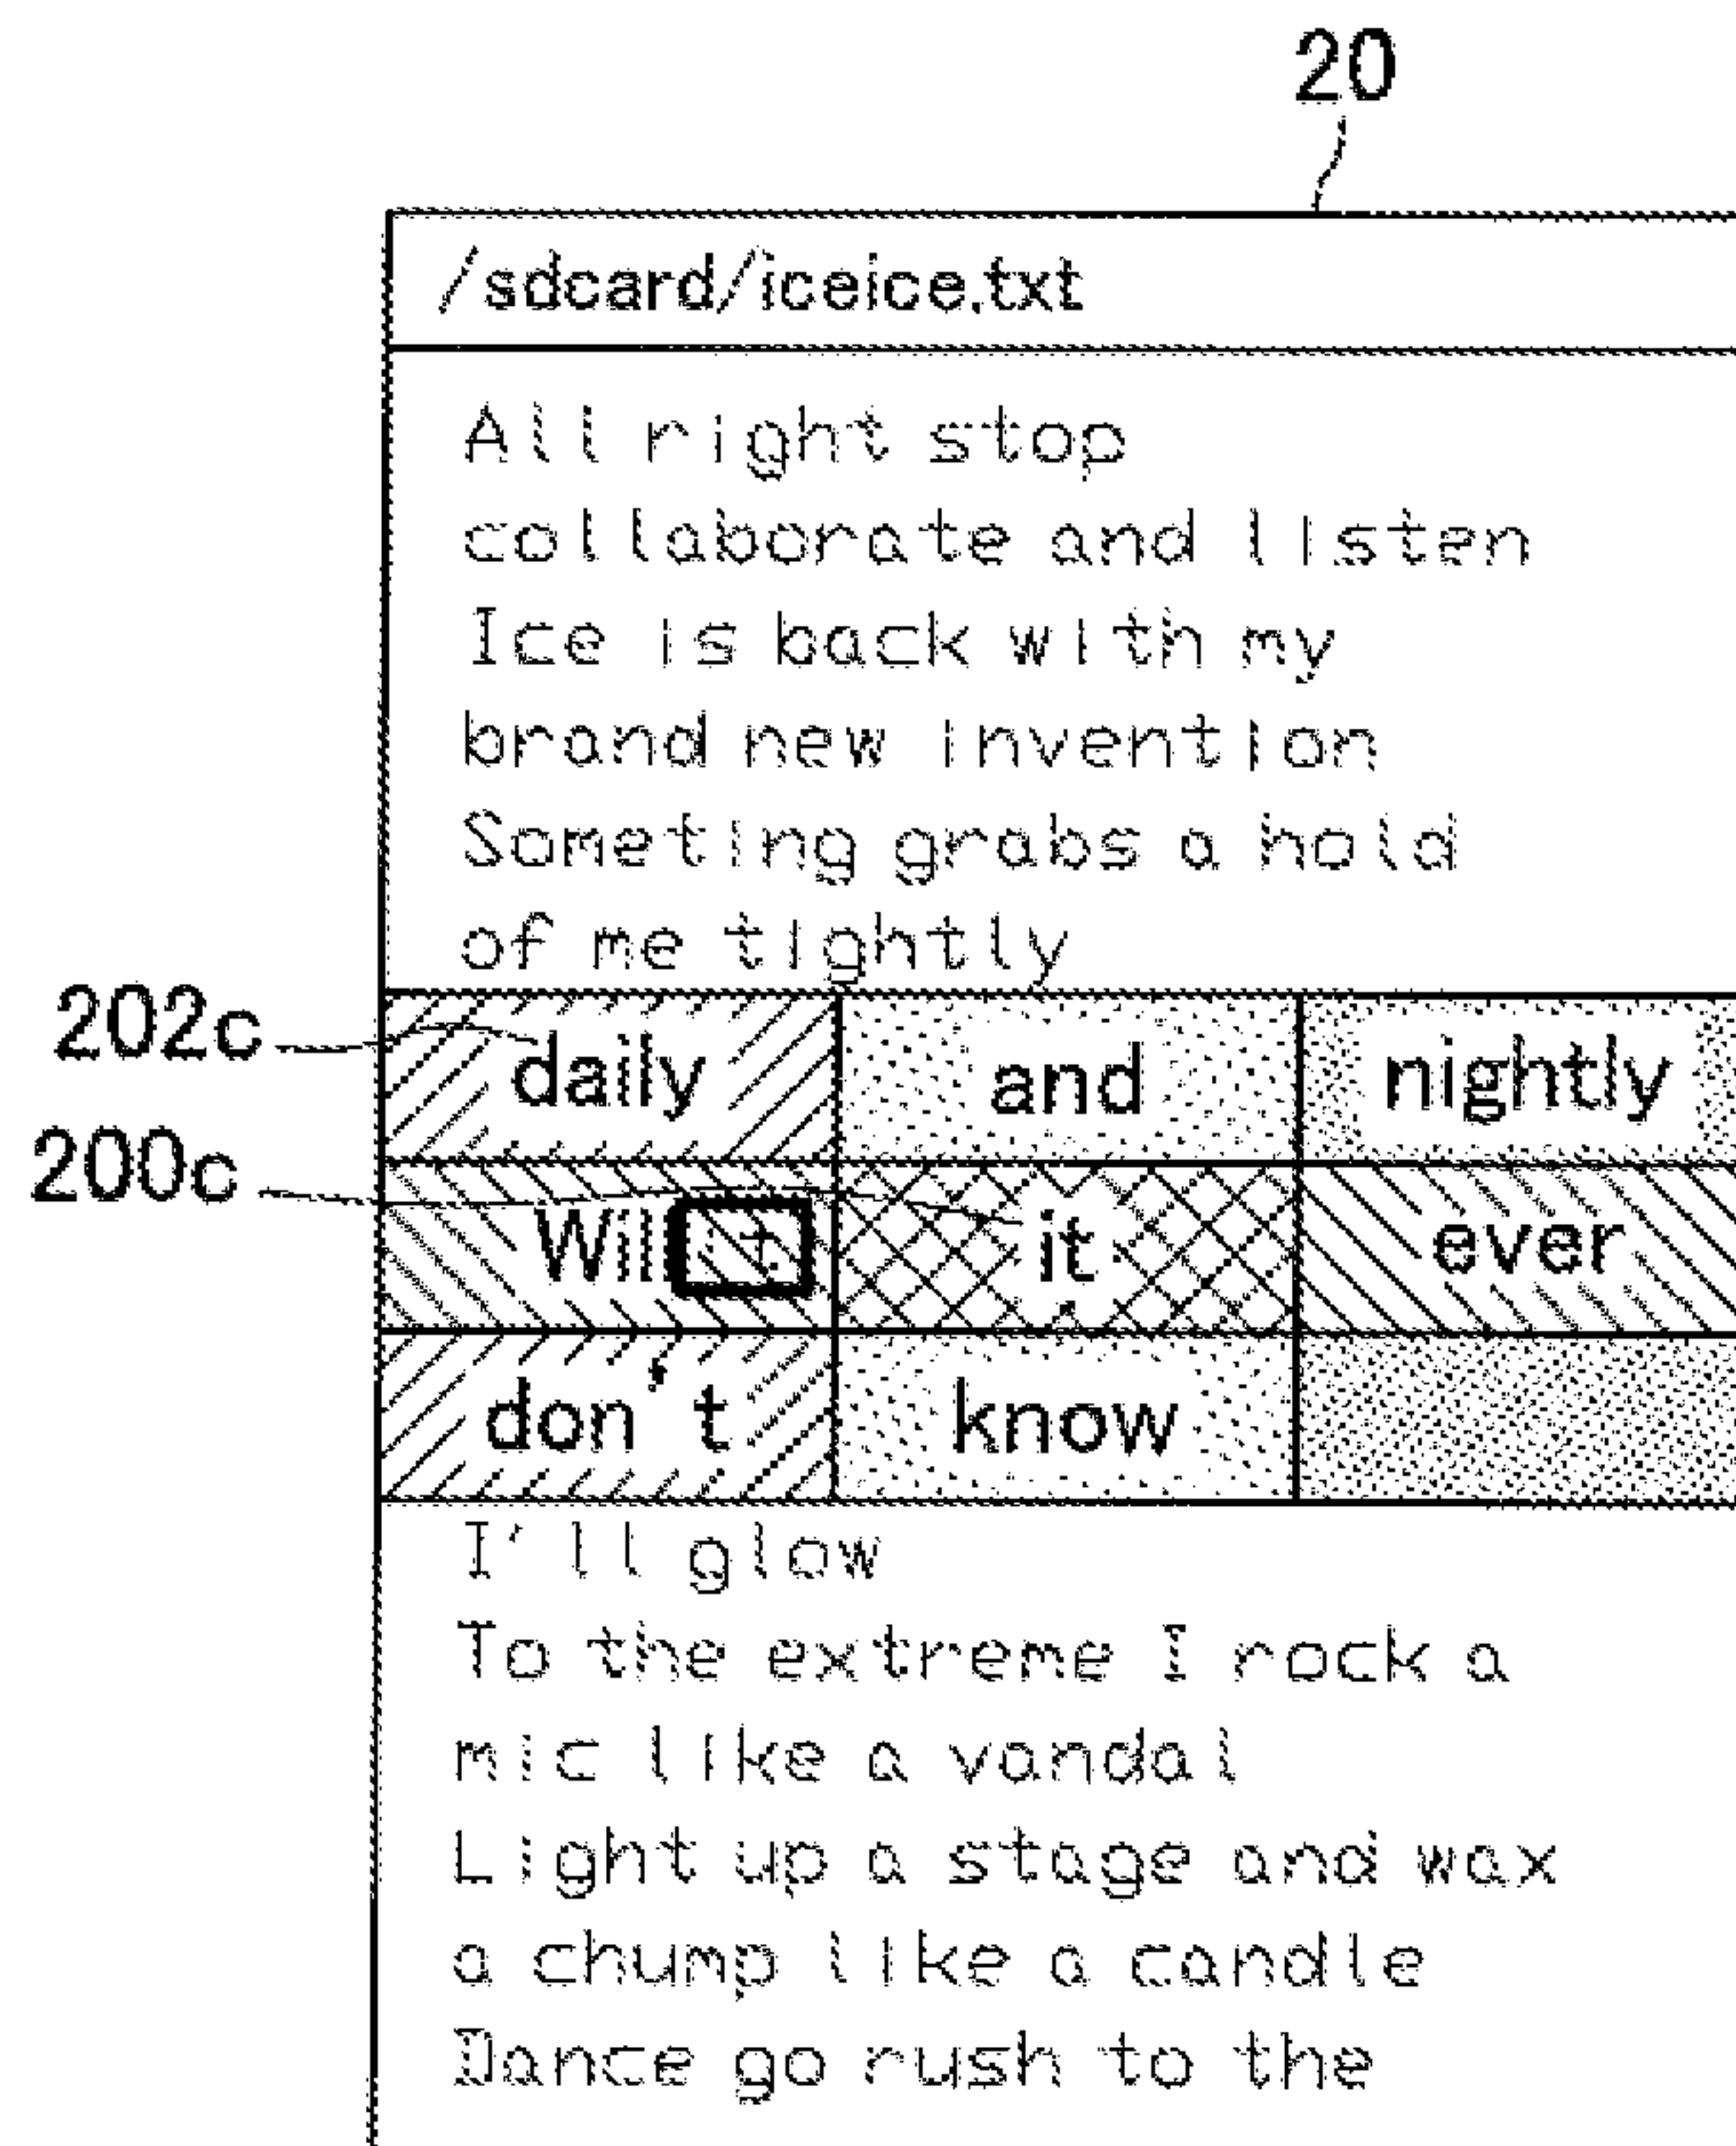 20
/sdcard/iceice.txt
All right stop
collaborate and listen
Ice is back with my
brand new invention
Someting grabs a hold
of me tightly
202c daily and nightly
200c Will it ever
don't know
I'll glow
To the extreme I rock a
mic like a vandal
Light up a stage and wax
a chump like a candle
Dance go rush to the